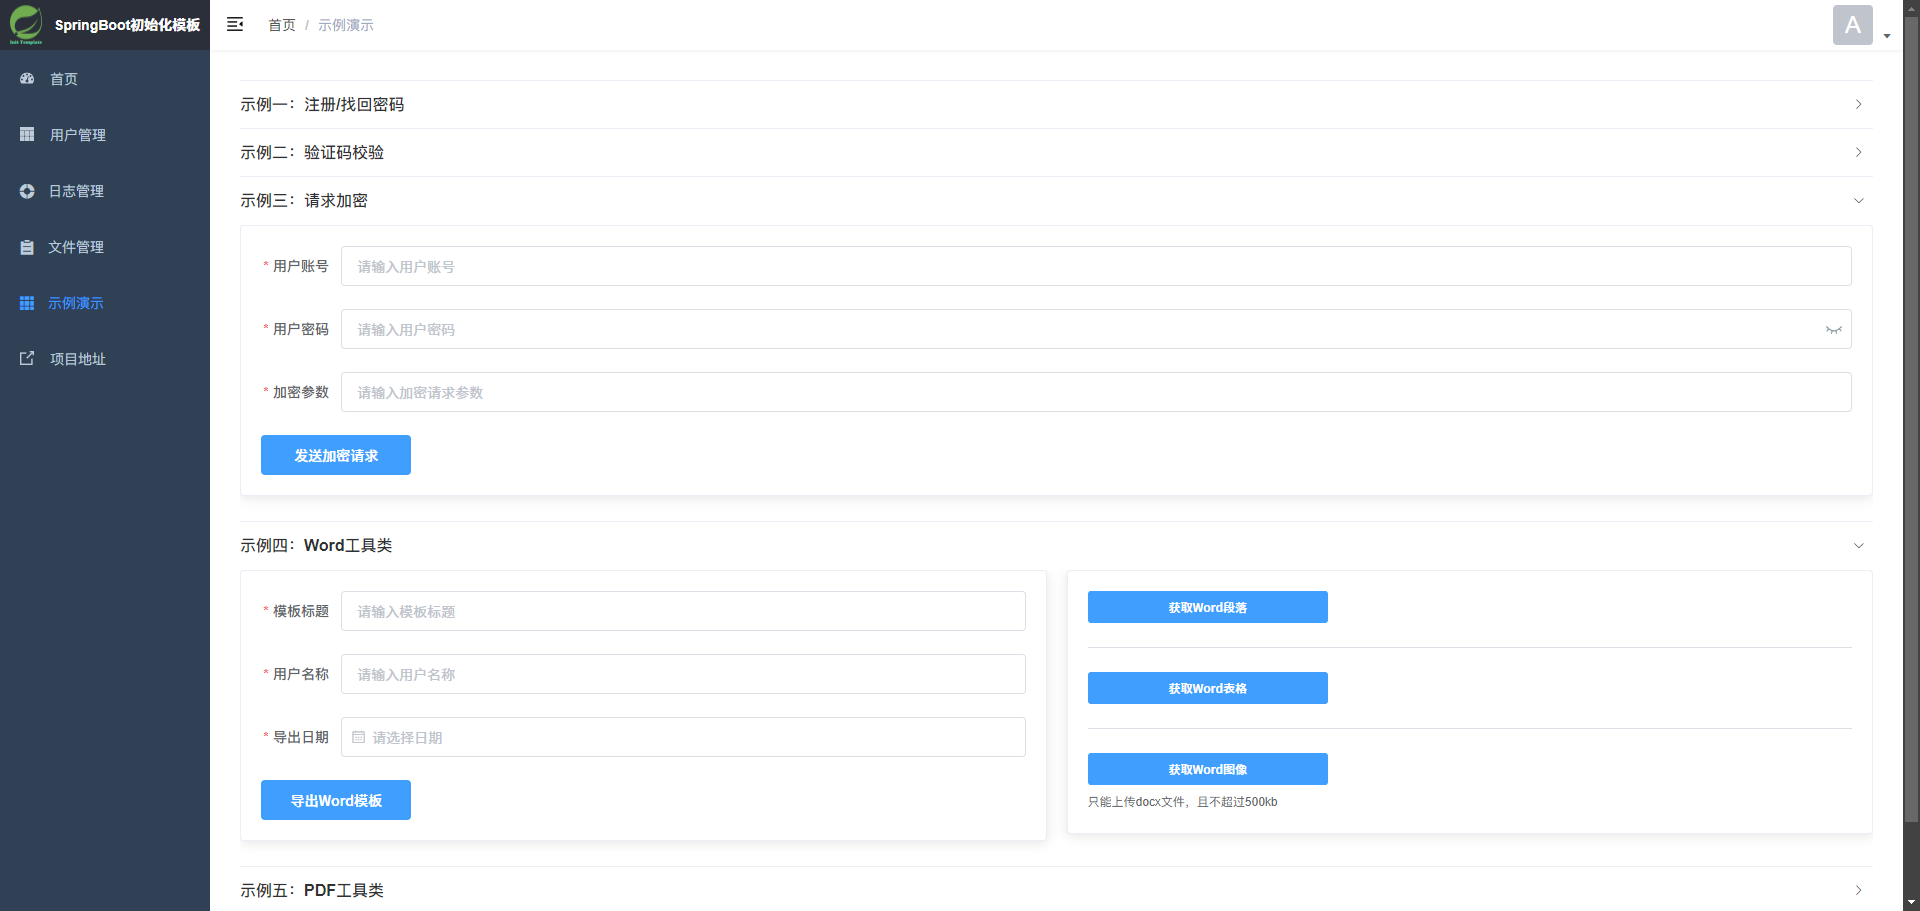 Init Template
SpringBoot初始化模板
首页 / 示例演示
A
首页
用户管理
日志管理
文件管理
示例演示
项目地址
示例一：注册/找回密码
示例二：验证码校验
示例三：请求加密
* 用户账号 请输入用户账号
* 用户密码 请输入用户密码
* 加密参数 请输入加密请求参数
发送加密请求
示例四：Word工具类
* 模板标题 请输入模板标题
* 用户名称 请输入用户名称
* 导出日期 请选择日期
导出Word模板
获取Word段落
获取Word表格
获取Word图像
只能上传docx文件，且不超过500kb
示例五：PDF工具类